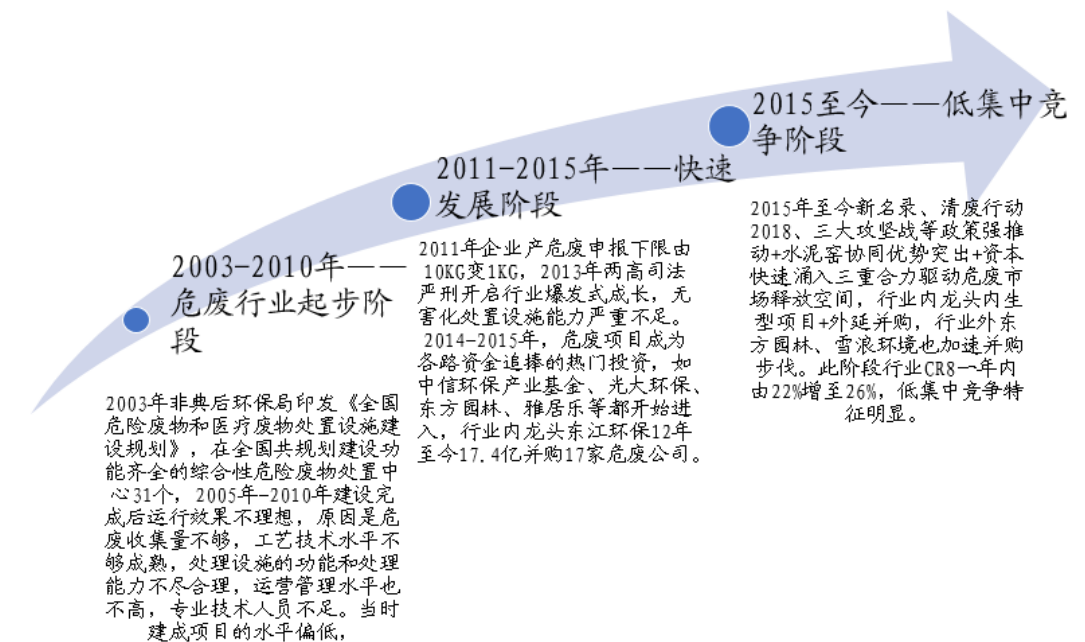 2003-2010年——
危废行业起步阶
段
2003年非典后环保局印发《全国
危险废物和医疗废物处置设施建
设规划》，在全国共规划建设功
能齐全的综合性危险废物处置中
心31个，2005年-2010年建设完
成后运行效果不理想，原因是危
废收集量不够，工艺技术水平不
够成熟，处理设施的功能和处理
能力不尽合理，运营管理水平也
不高，专业技术人员不足。当时
建成项目的水平偏低，
2011-2015年——快速
发展阶段
2011年企业产危废申报下限由
10KG变1KG，2013年两高司法
严刑开启行业爆发式成长，无
害化处置设施能力严重不足。
2014-2015年，危废项目成为
各路资金追捧的热门投资，如
中信环保产业基金、光大环保、
东方园林、雅居乐等都开始进
入，行业内龙头东江环保12年
至今17.4亿并购17家危废公司。
2015至今——低集中竞
争阶段
2015年至今新名录、清废行动
2018、三大攻坚战等政策强推
动+水泥窑协同优势突出+资本
快速涌入三重合力驱动危废市
场释放空间，行业内龙头内生
型项目+外延并购，行业外东
方园林、雪浪环境也加速并购
步伐。此阶段行业CR8一年内
由22%增至26%，低集中竞争特
征明显。